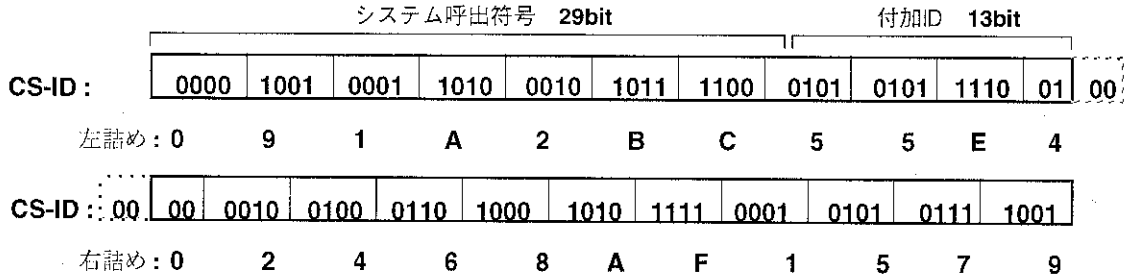 システム呼出符号 29bit 付加ID 13bit
CS-ID : 0000 1001 0001 1010 0010 1011 1100 0101 0101 1110 01 00
左詰め : 0 9 1 A 2 B C 5 5 E 4
CS-ID : 00 00 0010 0100 0110 1000 1010 1111 0001 0101 0111 1001
右詰め : 0 2 4 6 8 A F 1 5 7 9